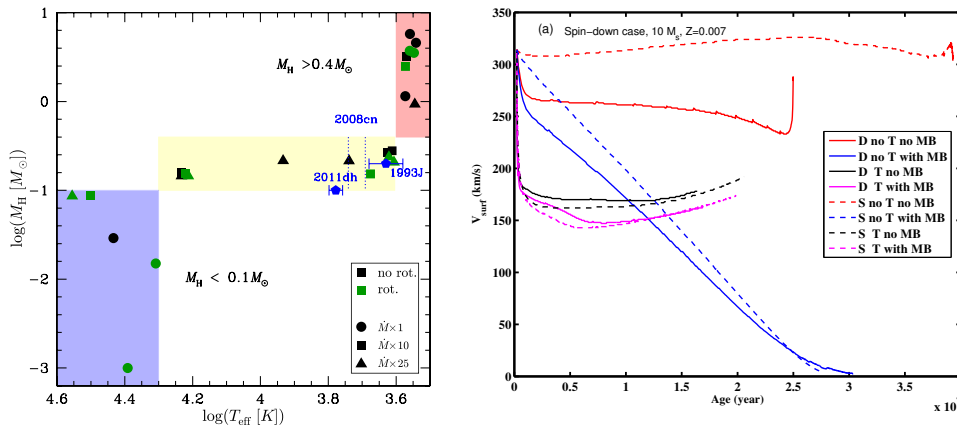 1
0
-1
-2
-3
log(M_H [M_⊙])
4.6
4.4
4.2
4
3.8
3.6
log(T_eff [K])
M_H >0.4M_⊙
2008cn
2011dh
1993J
M_H < 0.1M_⊙
no rot.
rot.
Ṁ×1
Ṁ×10
Ṁ×25
(a) Spin-down case, 10 M_s, Z=0.007
350
300
250
200
150
100
50
0
V_surf (km/s)
0
0.5
1
1.5
2
2.5
3
3.5
Age (year)
D no T no MB
D no T with MB
D T no MB
D T with MB
S no T no MB
S no T with MB
S T no MB
S T with MB